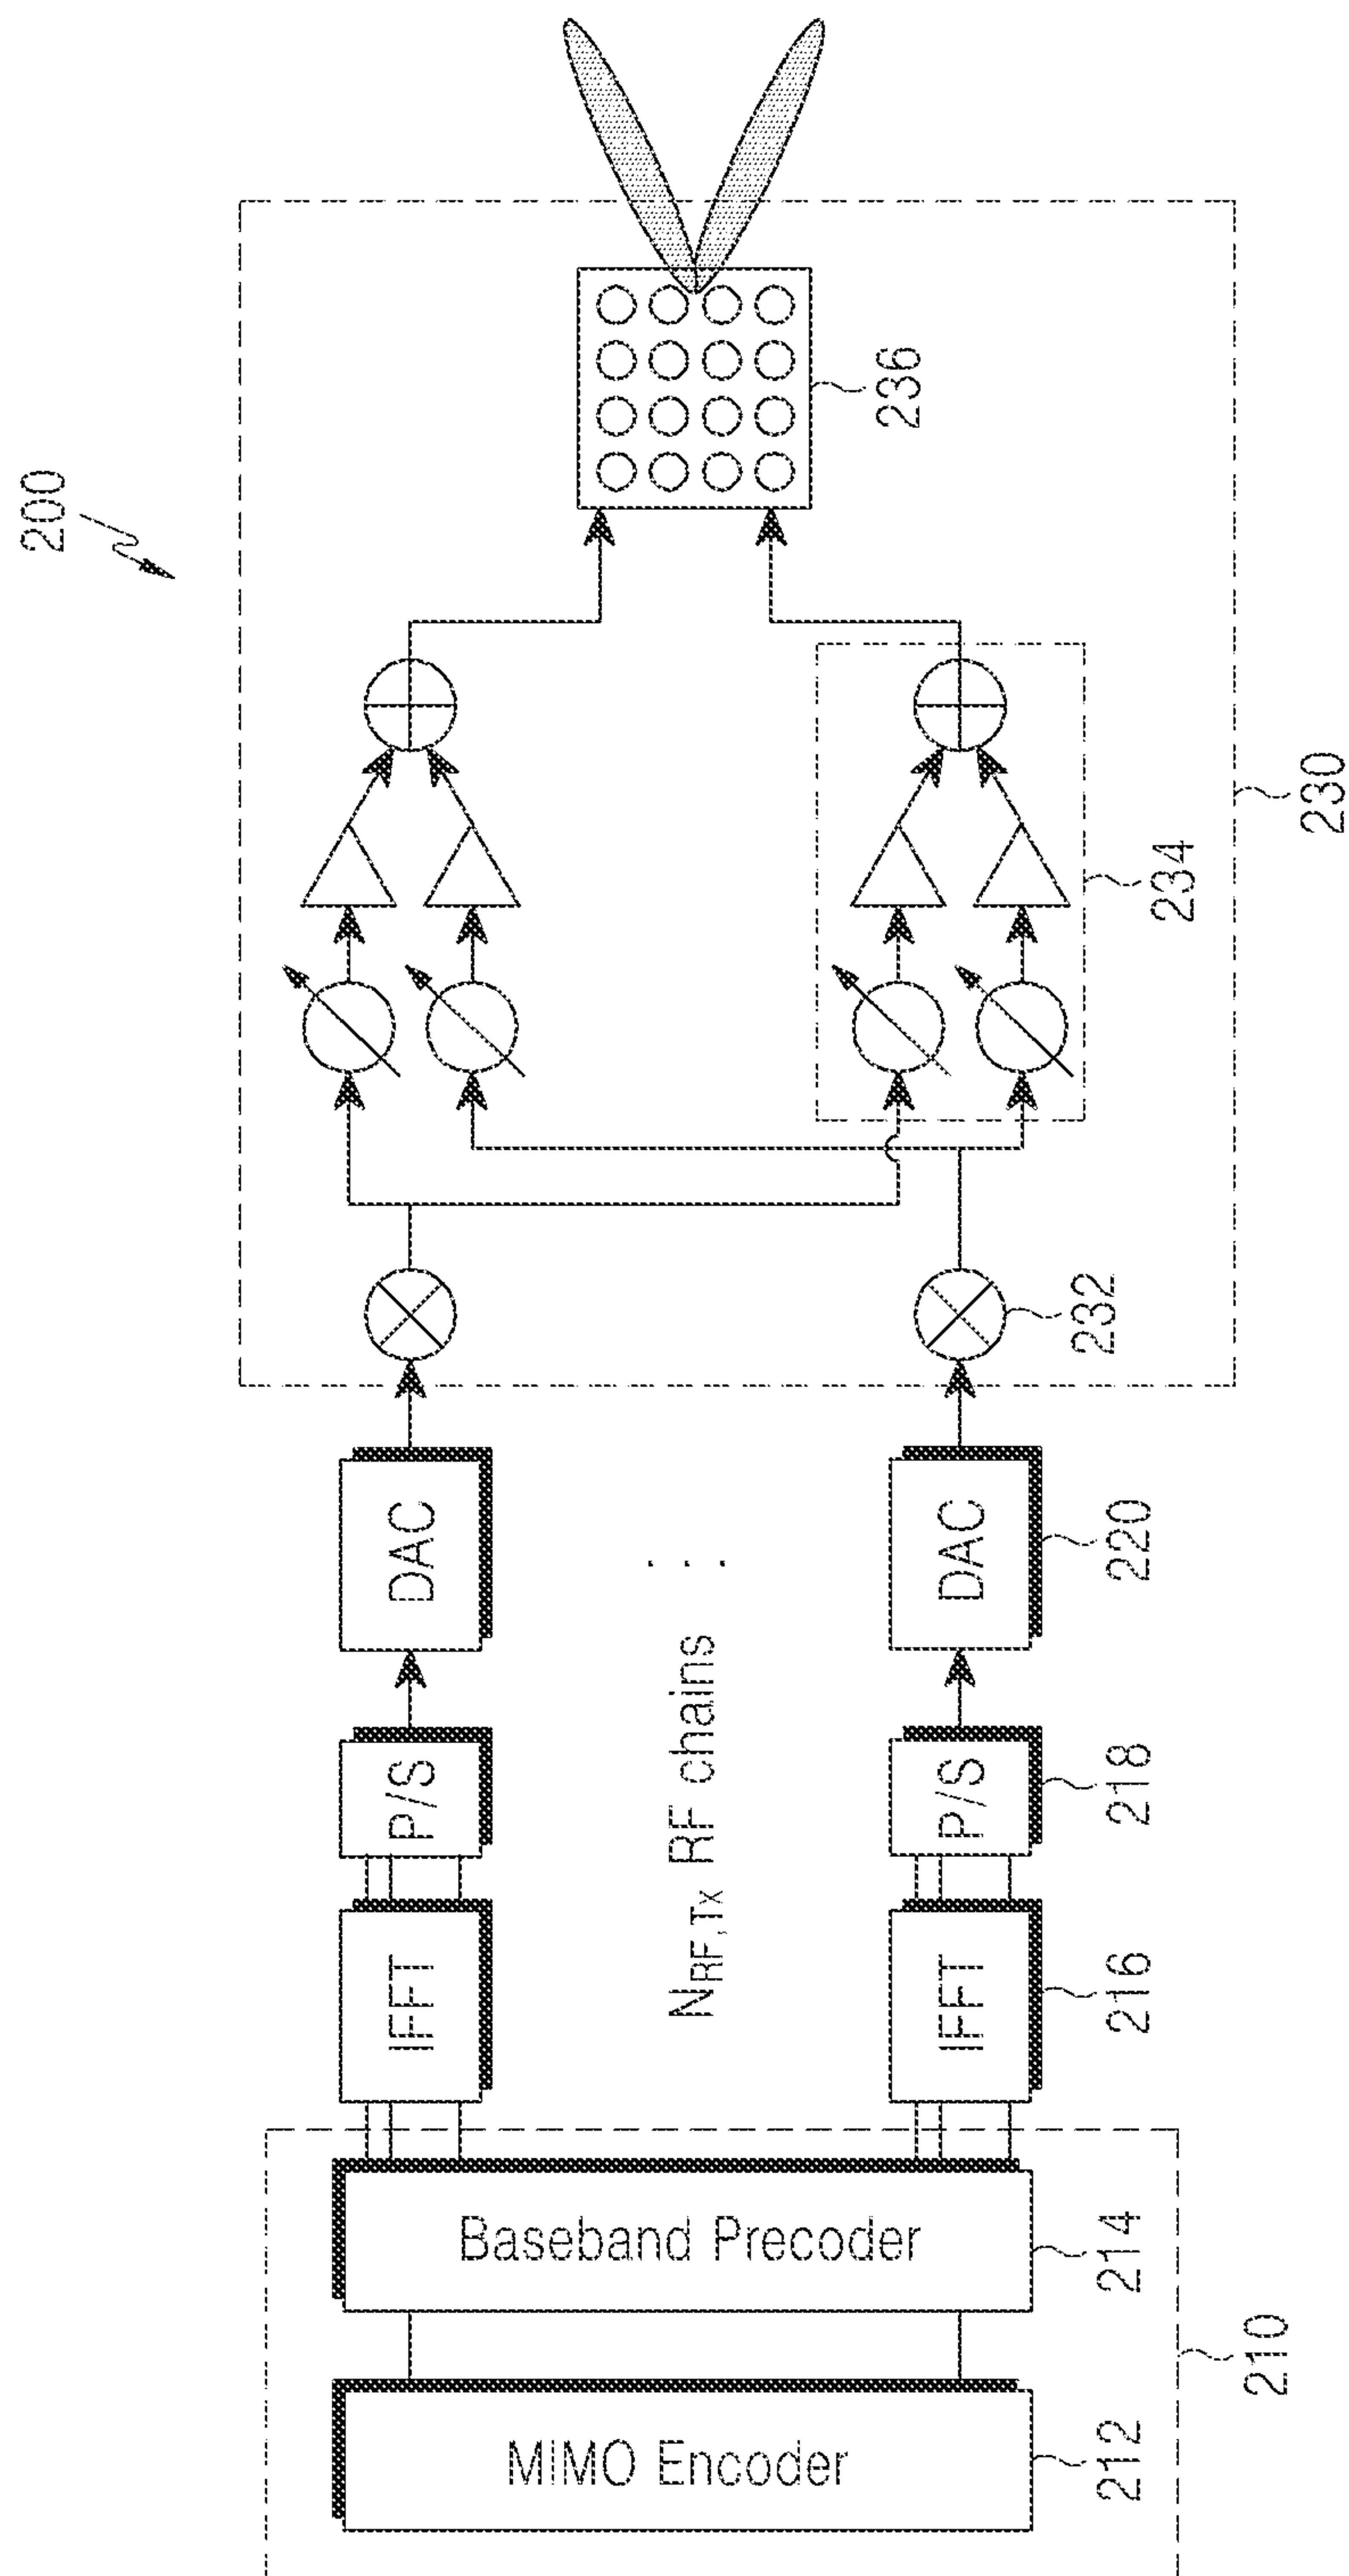 200
MIMO Encoder
212
Baseband Precoder
214
210
IFFT
P/S
DAC
N_RF,Tx RF chains
...
IFFT
216
P/S
218
DAC
220
232
234
236
230